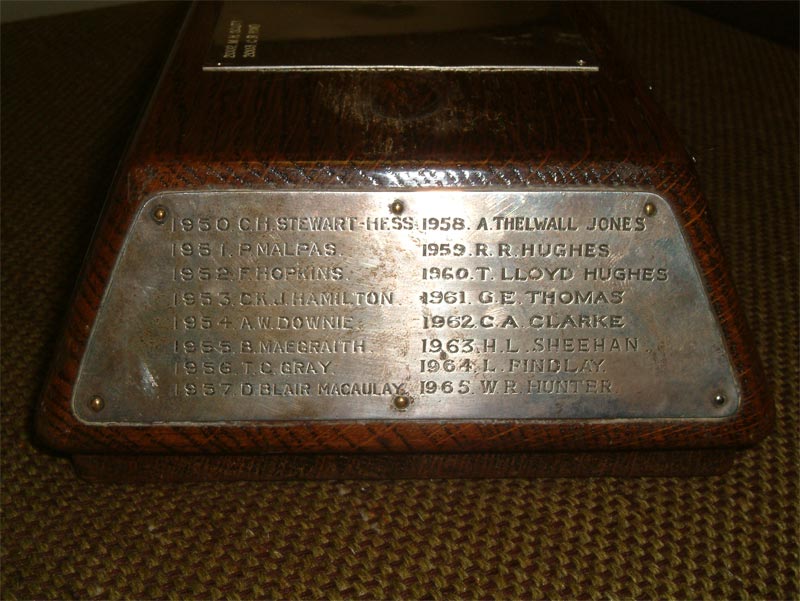 1950. C.H. STEWART-HESS.
1951. P. MALPAS.
1952. F. HOPKINS.
1953. C.K.J. HAMILTON.
1954. A.W. DOWNIE.
1955. B. MAEGRAITH.
1956. T.C. GRAY.
1957. D. BLAIR MACAULAY.
1958. A. THELWALL JONES
1959. R. R. HUGHES
1960. T. LLOYD HUGHES
1961. G. E. THOMAS
1962. C. A. CLARKE
1963. H. L. SHEEHAN
1964. L. FINDLAY.
1965. W. R. HUNTER.